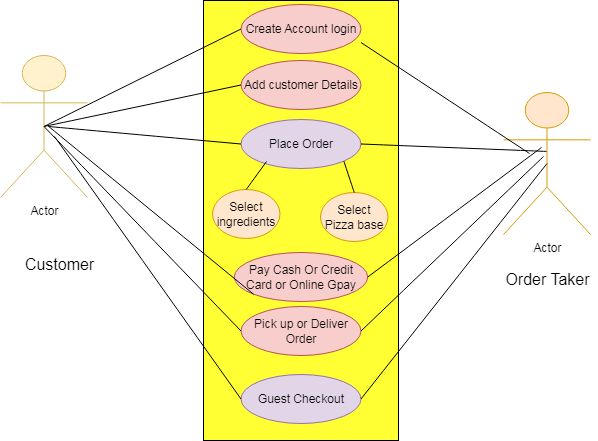 Create Account login
Add customer Details
Place Order
Select
ingredients
Select
Pizza base
Actor
Customer
Actor
Order Taker
Pay Cash Or Credit
Card or Online Gpay
Pick up or Deliver
Order
Guest Checkout